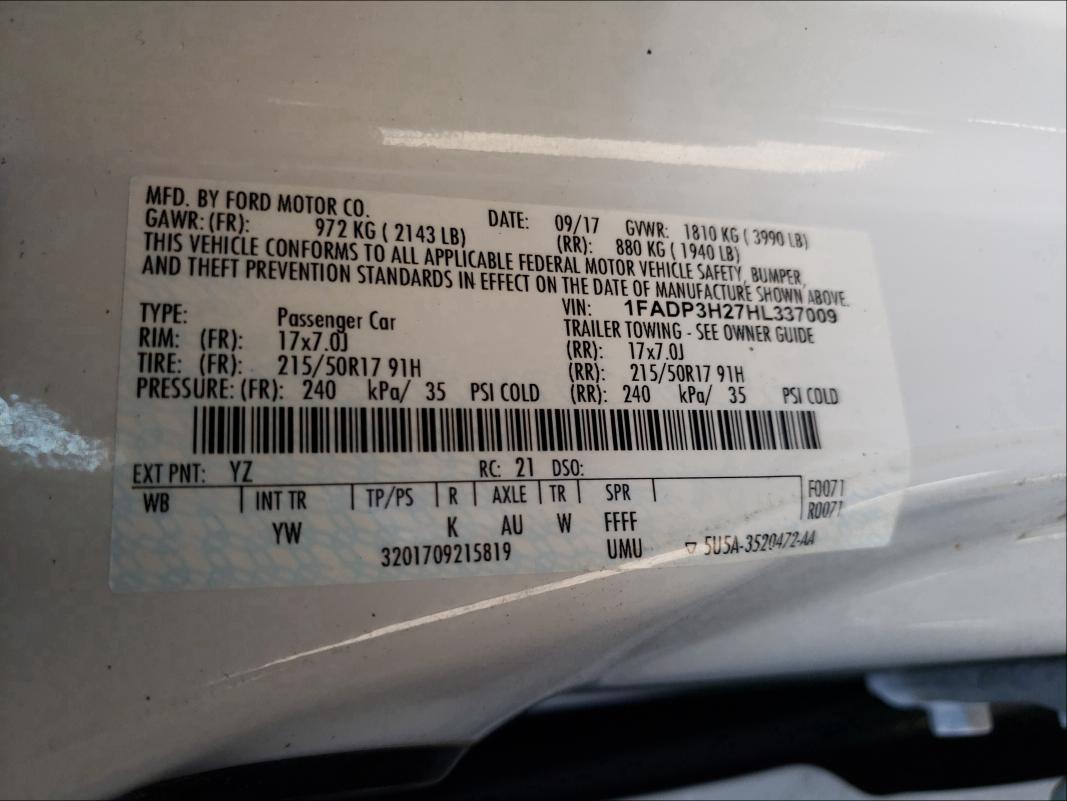 MFD. BY FORD MOTOR CO. DATE: 09/17 GVWR: 1810 KG ( 3990 LB)
GAWR: (FR): 972 KG ( 2143 LB) (RR): 880 KG ( 1940 LB)
THIS VEHICLE CONFORMS TO ALL APPLICABLE FEDERAL MOTOR VEHICLE SAFETY, BUMPER,
AND THEFT PREVENTION STANDARDS IN EFFECT ON THE DATE OF MANUFACTURE SHOWN ABOVE.
VIN: 1FADP3H27HL337009
TYPE: Passenger Car TRAILER TOWING - SEE OWNER GUIDE
RIM: (FR): 17x7.0J (RR): 17x7.0J
TIRE: (FR): 215/50R17 91H (RR): 215/50R17 91H
PRESSURE: (FR): 240 kPa/ 35 PSI COLD (RR): 240 kPa/ 35 PSI COLD
EXT PNT: YZ RC: 21 DSO:
WB INT TR TP/PS R AXLE TR SPR F0071
R0071
YW K AU W FFFF
3201709215819 UMU ▽ 5U5A-3520472-AA